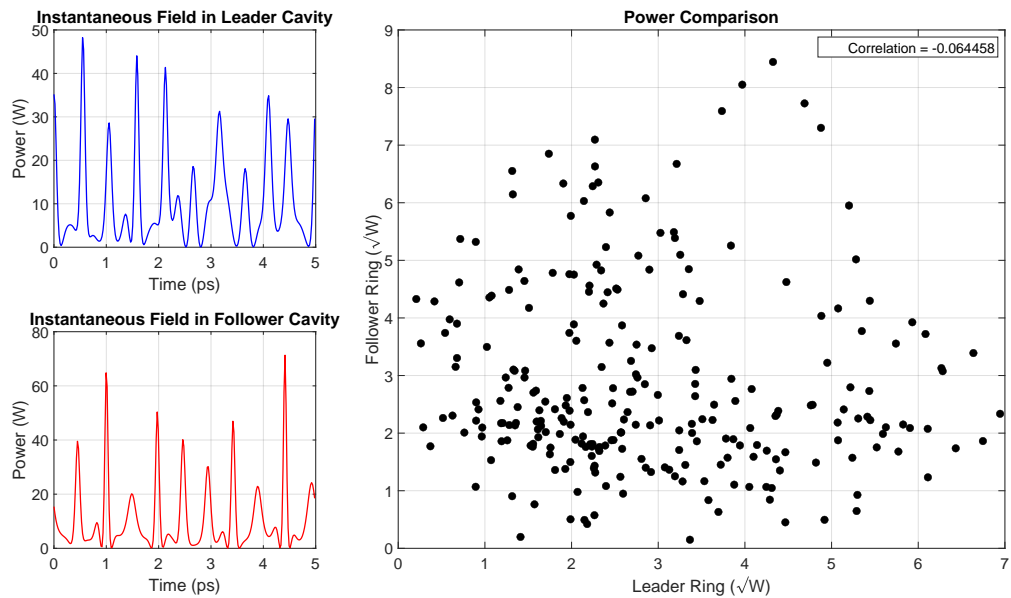 Instantaneous Field in Leader Cavity
50
40
30
20
10
0
Power (W)
0 1 2 3 4 5
Time (ps)
Instantaneous Field in Follower Cavity
80
60
40
20
0
Power (W)
0 1 2 3 4 5
Time (ps)
Power Comparison
Correlation = -0.064458
9
8
7
6
5
4
3
2
1
0
Follower Ring (√W)
0 1 2 3 4 5 6 7
Leader Ring (√W)